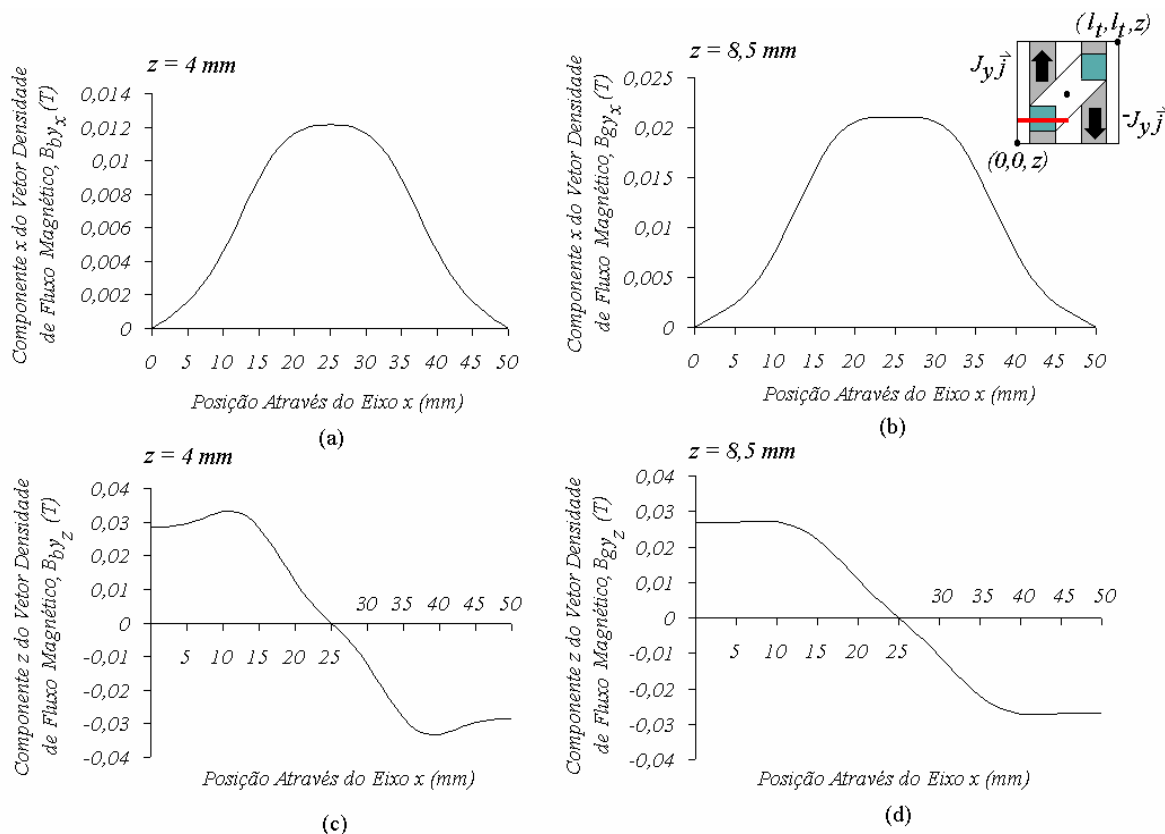 z = 4 mm
Componente x do Vetor Densidade
de Fluxo Magnético, B_by_x (T)
0,014
0,012
0,01
0,008
0,006
0,004
0,002
0
0 5 10 15 20 25 30 35 40 45 50
Posição Através do Eixo x (mm)
(a)
z = 8,5 mm
Componente x do Vetor Densidade
de Fluxo Magnético, B_gy_x (T)
0,025
0,02
0,015
0,01
0,005
0
0 5 10 15 20 25 30 35 40 45 50
Posição Através do Eixo x (mm)
(b)
(l_t, l_t, z)
J_y j⃗
-J_y j⃗
(0,0, z)
z = 4 mm
Componente z do Vetor Densidade
de Fluxo Magnético, B_by_z (T)
0,04
0,03
0,02
0,01
0
-0,01
-0,02
-0,03
-0,04
30 35 40 45 50
5 10 15 20 25
Posição Através do Eixo x (mm)
(c)
z = 8,5 mm
Componente z do Vetor Densidade
de Fluxo Magnético, B_gy_z (T)
0,04
0,03
0,02
0,01
0
-0,01
-0,02
-0,03
-0,04
30 35 40 45 50
5 10 15 20 25
Posição Através do Eixo x (mm)
(d)